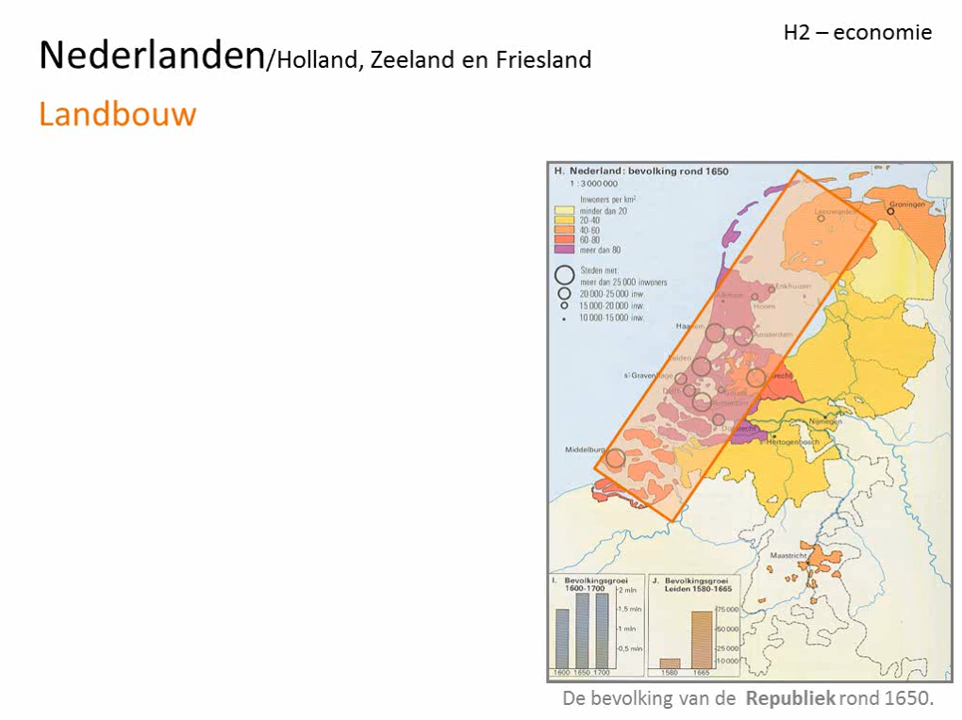 H2 – economie
Nederlanden/Holland, Zeeland en Friesland
Landbouw
H. Nederland: bevolking rond 1650
1 : 3 000 000
Inwoners per km²
minder dan 20
20-40
40-60
60-80
meer dan 80
Steden met:
meer dan 25 000 inwoners
20 000-25 000 inw.
15 000-20 000 inw.
10 000-15 000 inw.
Groningen
Leeuwarden
Enkhuizen
Alkmaar
Hoorn
Haarlem
Amsterdam
Leiden
s'-Gravenhage
Utrecht
Delft
Gouda
Rotterdam
Dordrecht
Nijmegen
's-Hertogenbosch
Middelburg
Maastricht
I. Bevolkingsgroei
1600-1700
2 mln
1,5 mln
1 mln
0,5 mln
1600 1650 1700
J. Bevolkingsgroei
Leiden 1580-1665
75 000
50 000
25 000
10 000
1580 1665
De bevolking van de Republiek rond 1650.